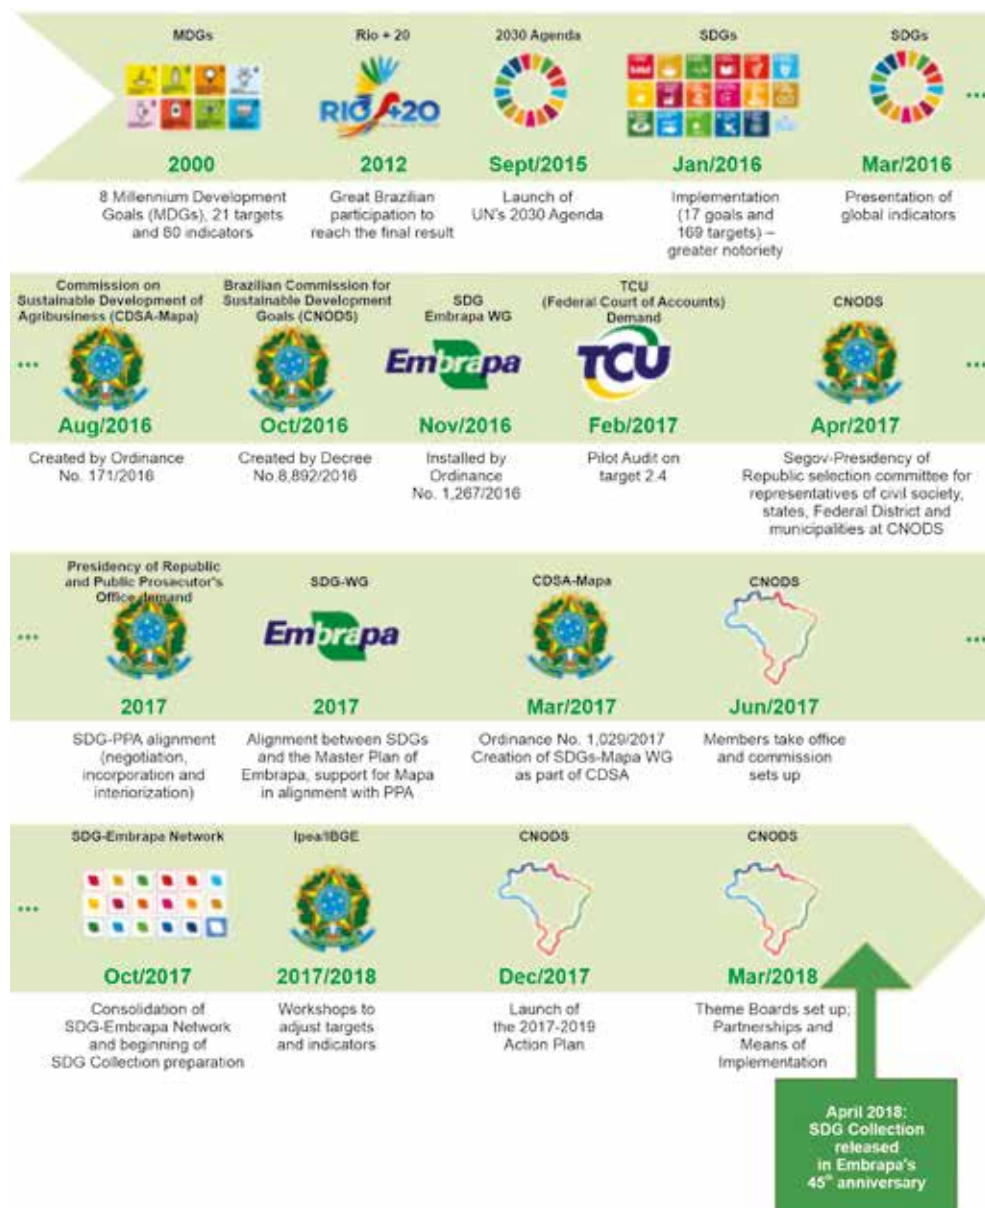 MDGs
Rio + 20
2030 Agenda
SDGs
SDGs
RIO+20
2000
2012
Sept/2015
Jan/2016
Mar/2016
...
8 Millennium Development
Goals (MDGs), 21 targets
and 60 indicators
Great Brazilian
participation to
reach the final result
Launch of
UN's 2030 Agenda
Implementation
(17 goals and
169 targets) –
greater notoriety
Presentation of
global indicators
...
Commission on
Sustainable Development of
Agribusiness (CDSA-Mapa)
Brazilian Commission for
Sustainable Development
Goals (CNODS)
SDG
Embrapa WG
TCU
(Federal Court of Accounts)
Demand
CNODS
Embrapa
TCU
Aug/2016
Oct/2016
Nov/2016
Feb/2017
Apr/2017
...
Created by Ordinance
No. 171/2016
Created by Decree
No.8,892/2016
Installed by
Ordinance
No. 1,267/2016
Pilot Audit on
target 2.4
Segov-Presidency of
Republic selection committee for
representatives of civil society,
states, Federal District and
municipalities at CNODS
...
Presidency of Republic
and Public Prosecutor's
Office demand
SDG-WG
CDSA-Mapa
CNODS
Embrapa
2017
2017
Mar/2017
Jun/2017
...
SDG-PPA alignment
(negotiation,
incorporation and
interiorization)
Alignment between SDGs
and the Master Plan of
Embrapa, support for Mapa
in alignment with PPA
Ordinance No. 1,029/2017
Creation of SDGs-Mapa WG
as part of CDSA
Members take office
and commission
sets up
...
SDG-Embrapa Network
Ipea/IBGE
CNODS
CNODS
Oct/2017
2017/2018
Dec/2017
Mar/2018
Consolidation of
SDG-Embrapa Network
and beginning of
SDG Collection preparation
Workshops to
adjust targets
and indicators
Launch of
the 2017-2019
Action Plan
Theme Boards set up;
Partnerships and
Means of
Implementation
April 2018:
SDG Collection
released
in Embrapa's
45th anniversary